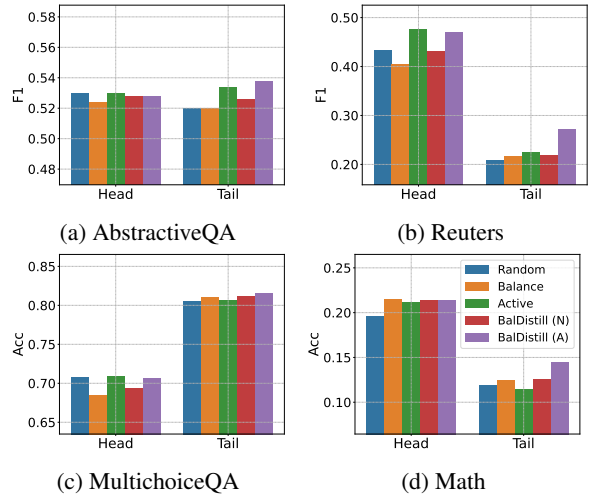 0.58
0.56
0.54
0.52
0.50
0.48
F1
Head
Tail
(a) AbstractiveQA
0.50
0.40
0.30
0.20
F1
Head
Tail
(b) Reuters
0.85
0.80
0.75
0.70
0.65
Acc
Head
Tail
(c) MultichoiceQA
0.25
0.20
0.15
0.10
Acc
Random
Balance
Active
BalDistill (N)
BalDistill (A)
Head
Tail
(d) Math